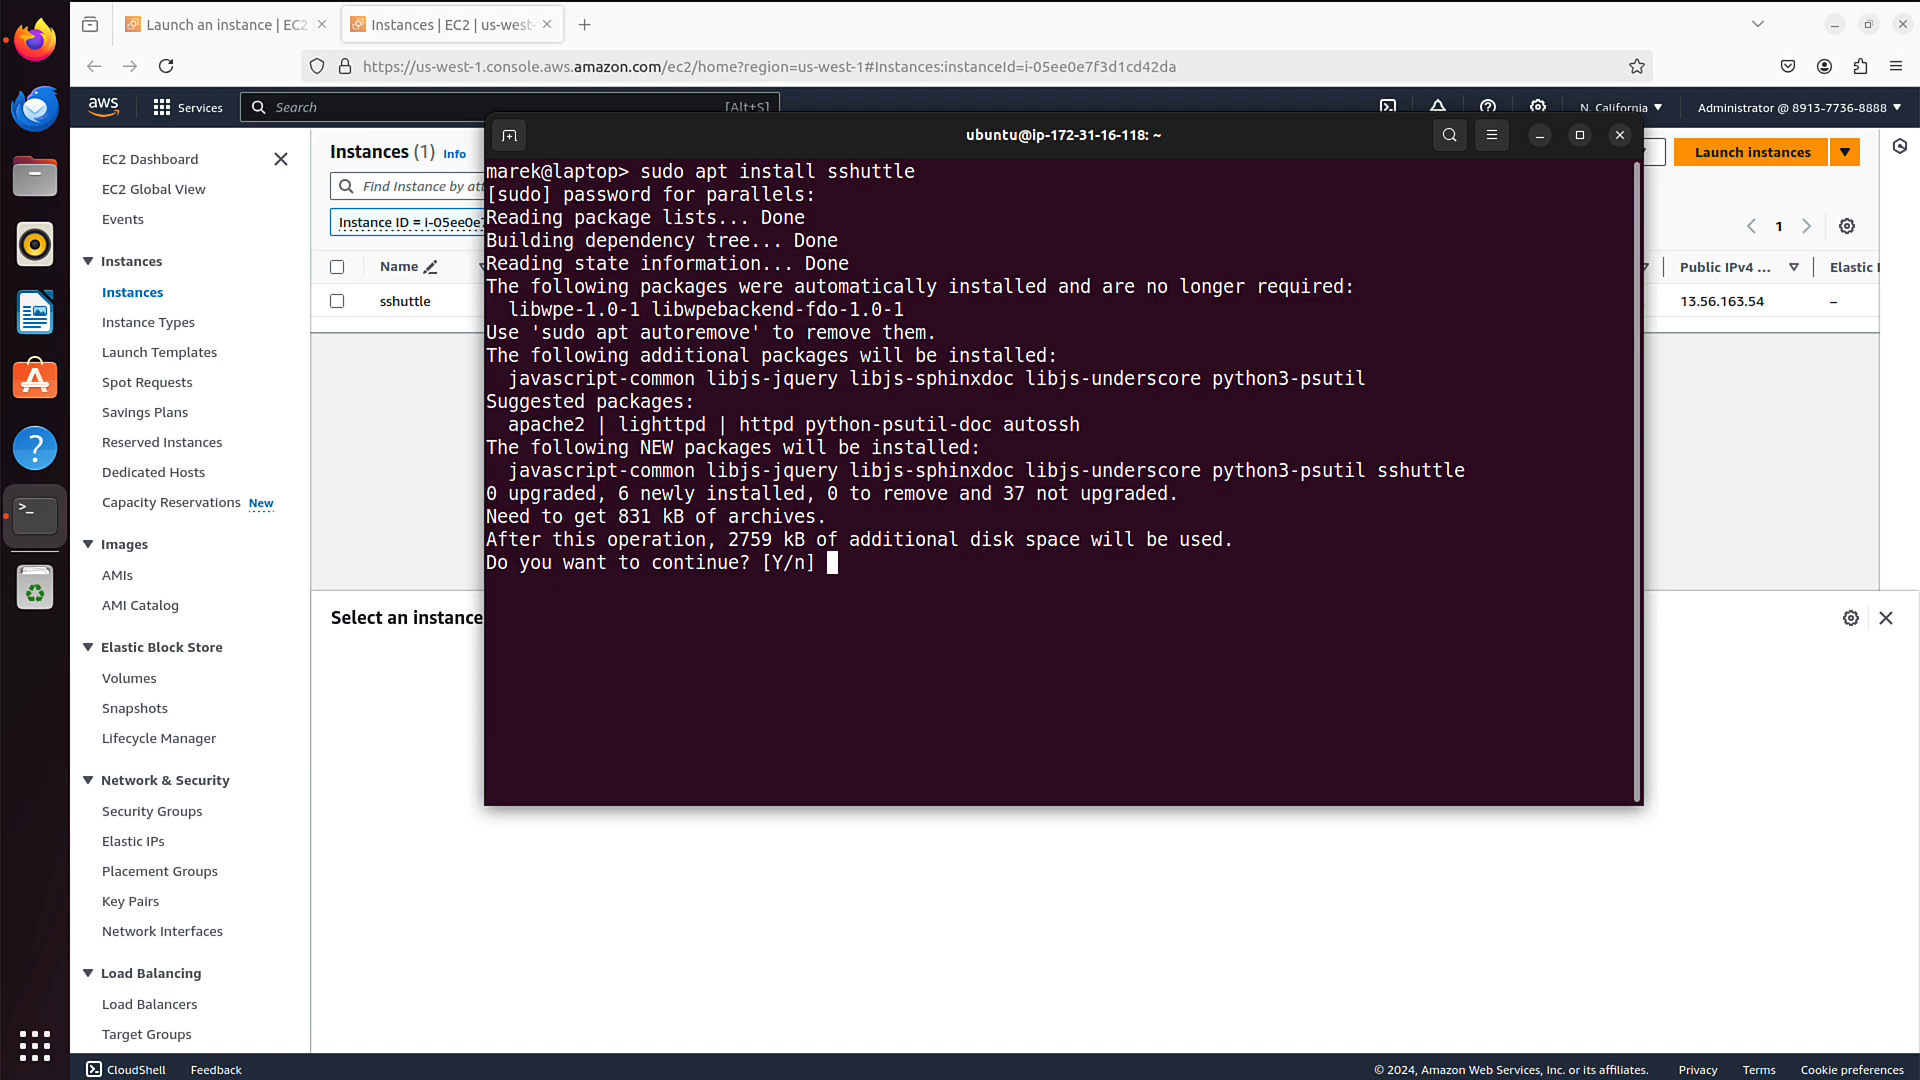 Launch an instance | EC2
Instances | EC2 | us-west-
https://us-west-1.console.aws.amazon.com/ec2/home?region=us-west-1#Instances:instanceId=i-05ee0e7f3d1cd42da
aws
Services
Search
[Alt+S]
N. California
Administrator @ 8913-7736-8888
EC2 Dashboard
EC2 Global View
Events
Instances
Instances
Instance Types
Launch Templates
Spot Requests
Savings Plans
Reserved Instances
Dedicated Hosts
Capacity Reservations New
Images
AMIs
AMI Catalog
Elastic Block Store
Volumes
Snapshots
Lifecycle Manager
Network & Security
Security Groups
Elastic IPs
Placement Groups
Key Pairs
Network Interfaces
Load Balancing
Load Balancers
Target Groups
Instances (1) Info
Find Instance by att
Instance ID = i-05ee0e7
Name
sshuttle
Select an instance
Launch instances
1
Public IPv4 ...
Elastic I
13.56.163.54
–
ubuntu@ip-172-31-16-118: ~
marek@laptop> sudo apt install sshuttle
[sudo] password for parallels:
Reading package lists... Done
Building dependency tree... Done
Reading state information... Done
The following packages were automatically installed and are no longer required:
libwpe-1.0-1 libwpebackend-fdo-1.0-1
Use 'sudo apt autoremove' to remove them.
The following additional packages will be installed:
javascript-common libjs-jquery libjs-sphinxdoc libjs-underscore python3-psutil
Suggested packages:
apache2 | lighttpd | httpd python-psutil-doc autossh
The following NEW packages will be installed:
javascript-common libjs-jquery libjs-sphinxdoc libjs-underscore python3-psutil sshuttle
0 upgraded, 6 newly installed, 0 to remove and 37 not upgraded.
Need to get 831 kB of archives.
After this operation, 2759 kB of additional disk space will be used.
Do you want to continue? [Y/n]
CloudShell
Feedback
© 2024, Amazon Web Services, Inc. or its affiliates.
Privacy
Terms
Cookie preferences